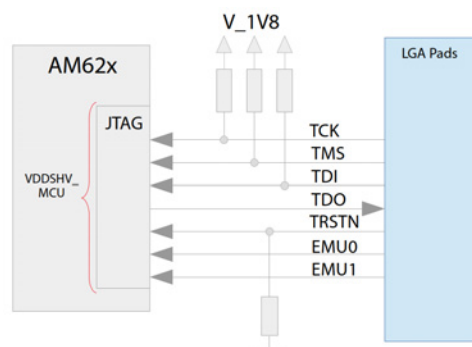 V_1V8
AM62x
LGA Pads
JTAG
VDDSHV_
MCU
TCK
TMS
TDI
TDO
TRSTN
EMU0
EMU1